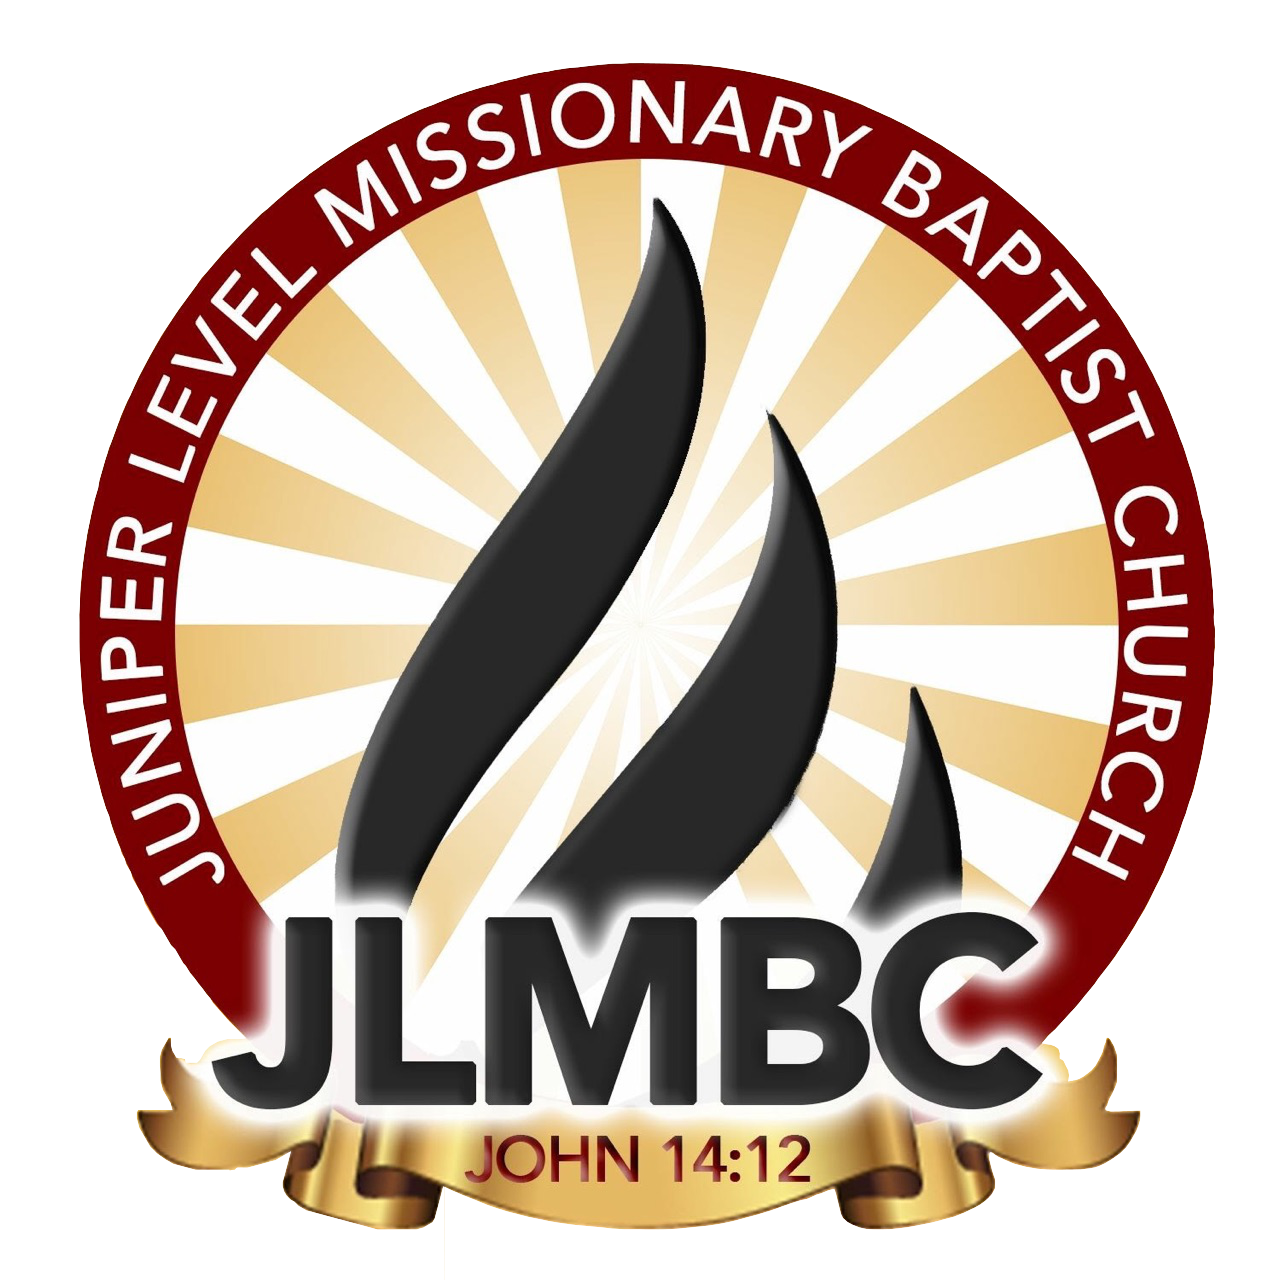 JUNIPER LEVEL MISSIONARY BAPTIST CHURCH
JLMBC
JOHN 14:12